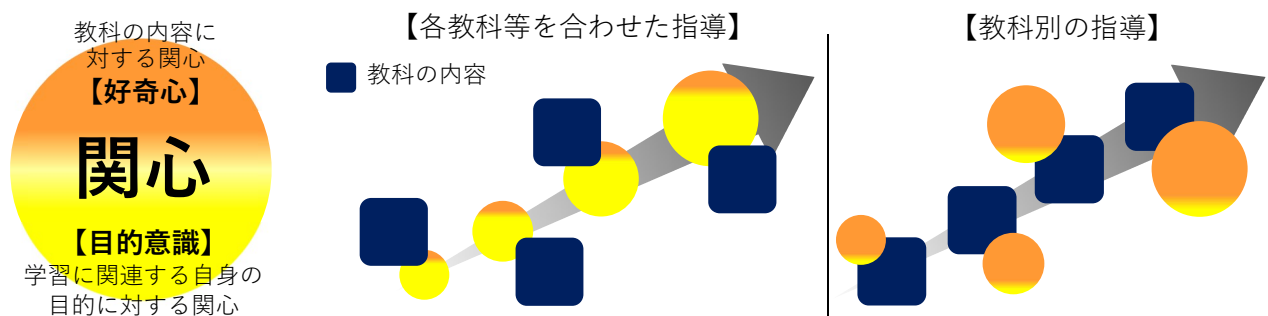 教科の内容に
対する関心
【好奇心】
関心
【目的意識】
学習に関連する自身の
目的に対する関心
【各教科等を合わせた指導】
教科の内容
【教科別の指導】